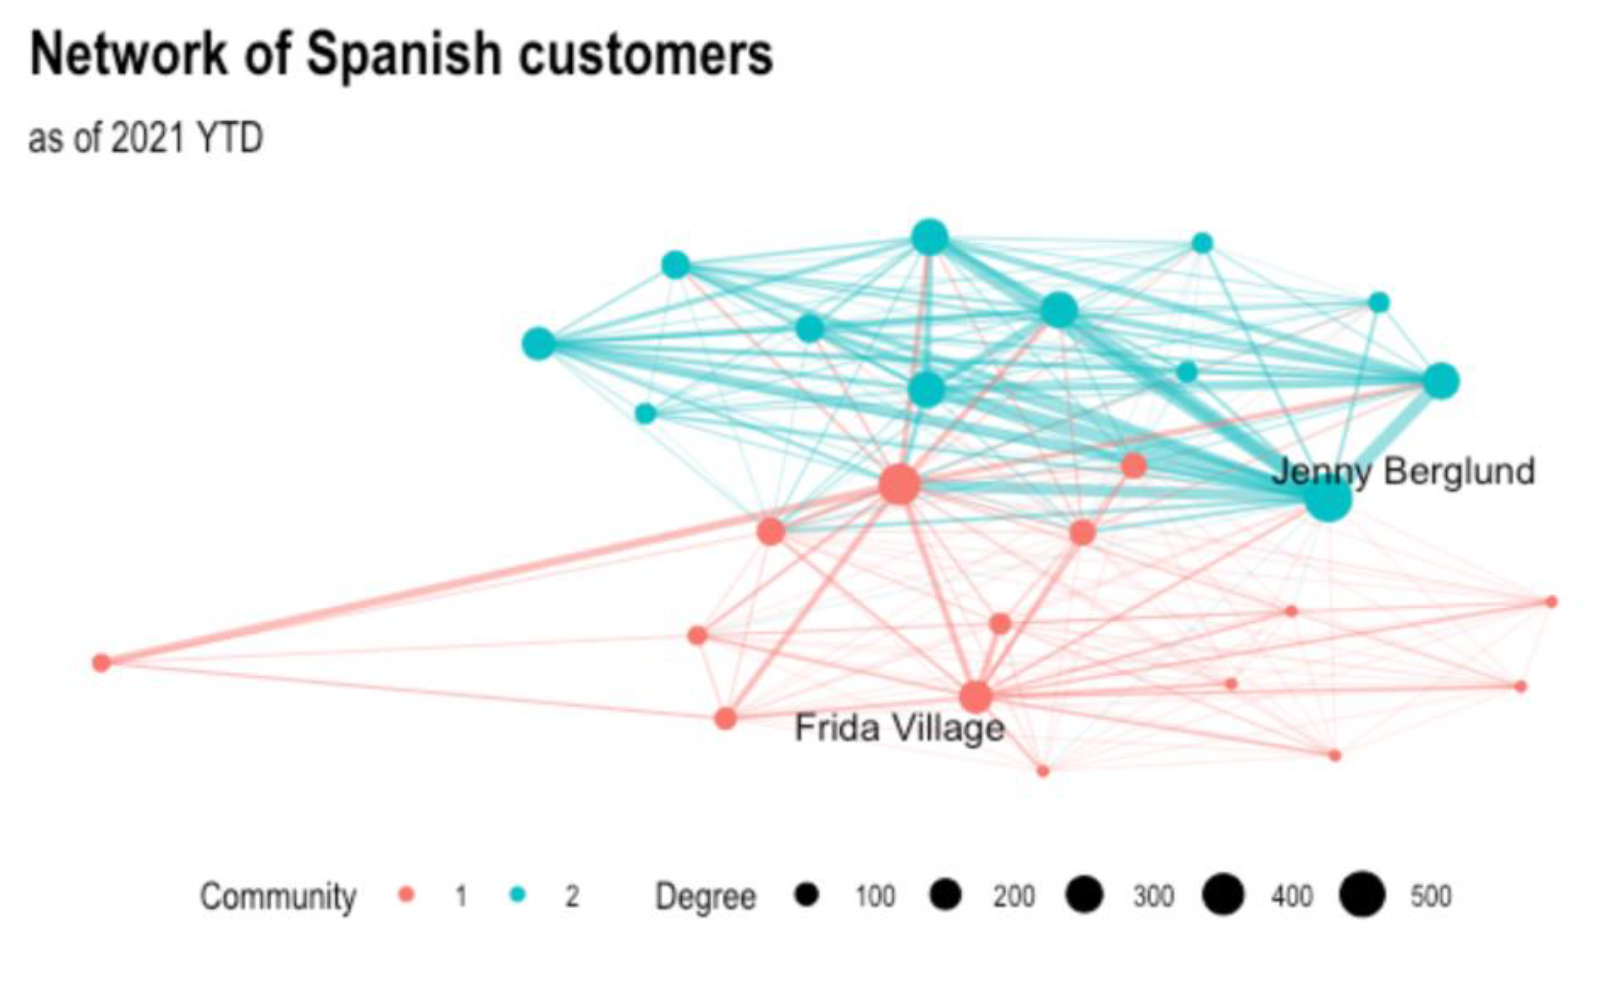 Network of Spanish customers
as of 2021 YTD
Jenny Berglund
Frida Village
Community 1 2 Degree 100 200 300 400 500